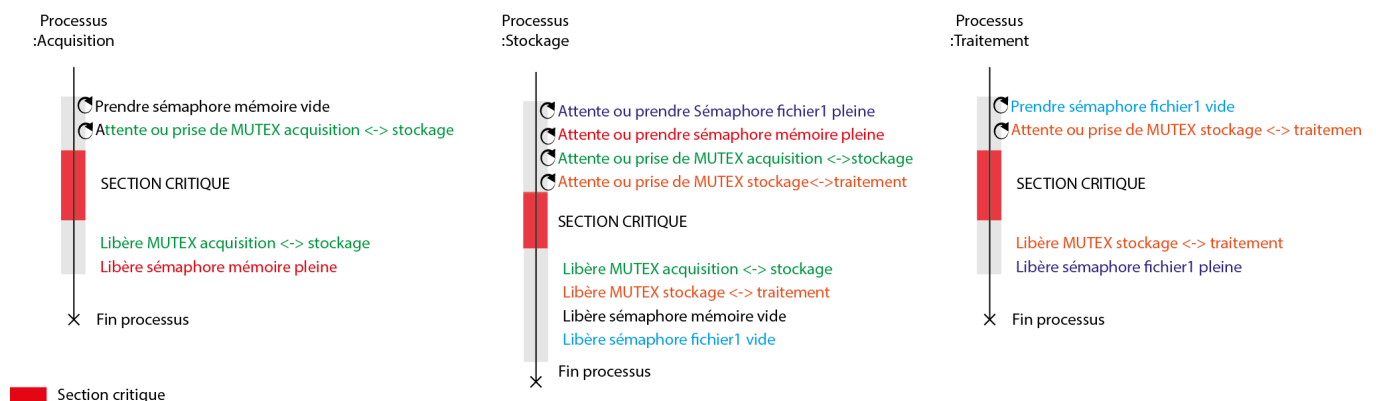 Processus
:Acquisition
Prendre sémaphore mémoire vide
Attente ou prise de MUTEX acquisition <-> stockage
SECTION CRITIQUE
Libère MUTEX acquisition <-> stockage
Libère sémaphore mémoire pleine
Fin processus
Processus
:Stockage
Attente ou prendre Sémaphore fichier1 pleine
Attente ou prendre sémaphore mémoire pleine
Attente ou prise de MUTEX acquisition <->stockage
Attente ou prise de MUTEX stockage<->traitement
SECTION CRITIQUE
Libère MUTEX acquisition <-> stockage
Libère MUTEX stockage <-> traitement
Libère sémaphore mémoire vide
Libère sémaphore fichier1 vide
Fin processus
Processus
:Traitement
Prendre sémaphore fichier1 vide
Attente ou prise de MUTEX stockage <-> traitemen
SECTION CRITIQUE
Libère MUTEX stockage <-> traitement
Libère sémaphore fichier1 pleine
Fin processus
Section critique